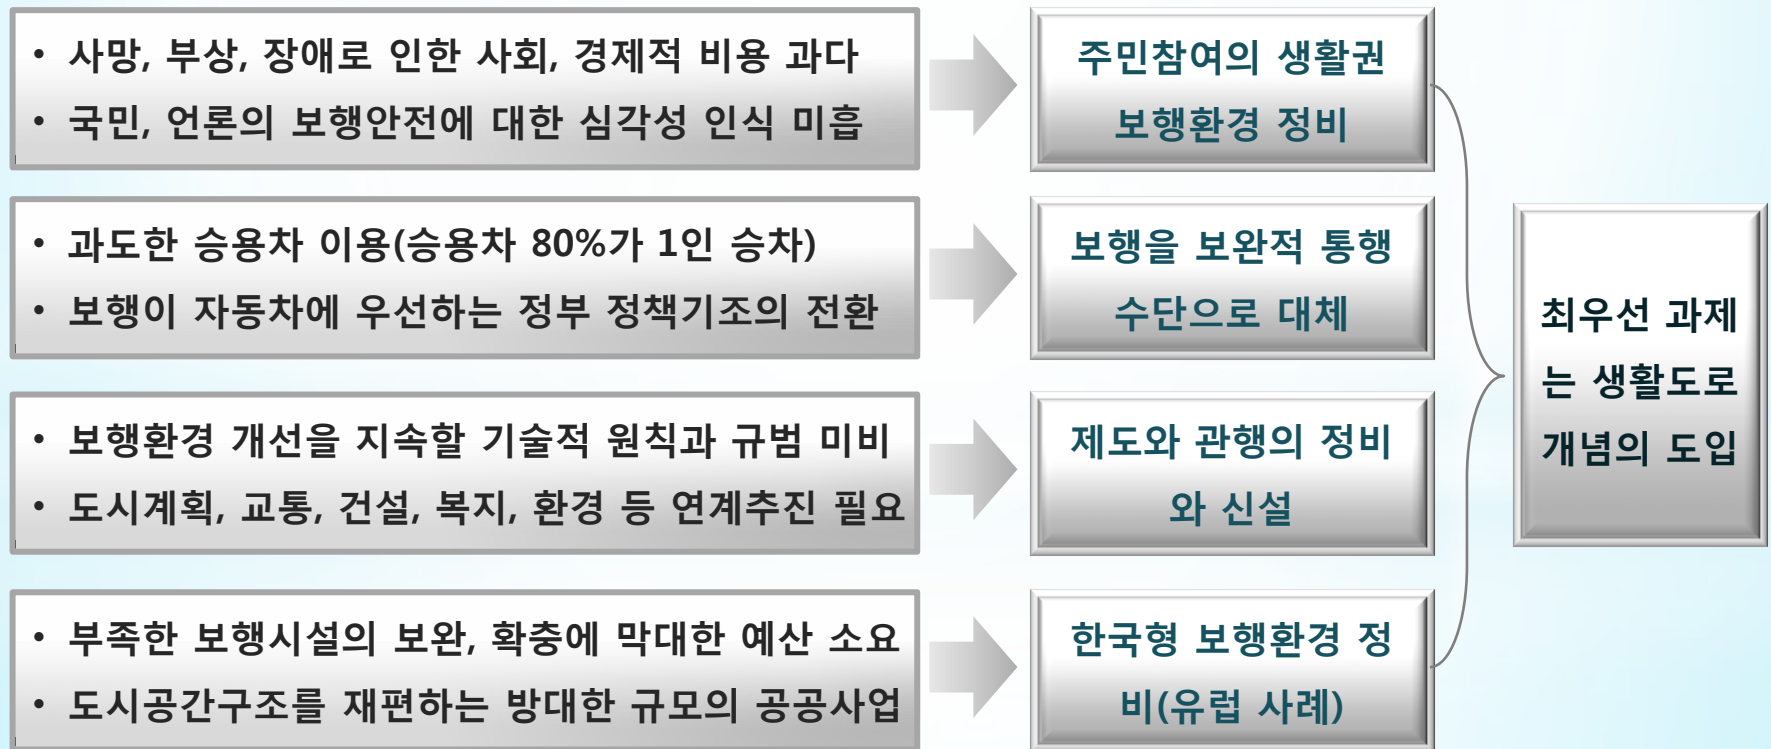 • 사망, 부상, 장애로 인한 사회, 경제적 비용 과다
• 국민, 언론의 보행안전에 대한 심각성 인식 미흡
주민참여의 생활권
보행환경 정비
• 과도한 승용차 이용(승용차 80%가 1인 승차)
• 보행이 자동차에 우선하는 정부 정책기조의 전환
보행을 보완적 통행
수단으로 대체
• 보행환경 개선을 지속할 기술적 원칙과 규범 미비
• 도시계획, 교통, 건설, 복지, 환경 등 연계추진 필요
제도와 관행의 정비
와 신설
• 부족한 보행시설의 보완, 확충에 막대한 예산 소요
• 도시공간구조를 재편하는 방대한 규모의 공공사업
한국형 보행환경 정
비(유럽 사례)
최우선 과제
는 생활도로
개념의 도입